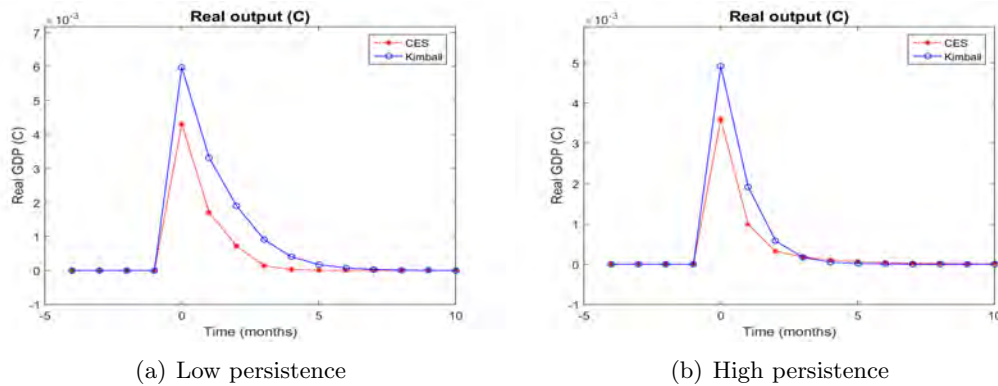 Real output (C)
× 10⁻³
7
6
5
4
3
2
1
0
-1
Real GDP (C)
-5
0
5
10
Time (months)
CES
Kimball
(a) Low persistence
Real output (C)
× 10⁻³
5
4
3
2
1
0
-1
Real GDP (C)
-5
0
5
10
Time (months)
CES
Kimball
(b) High persistence